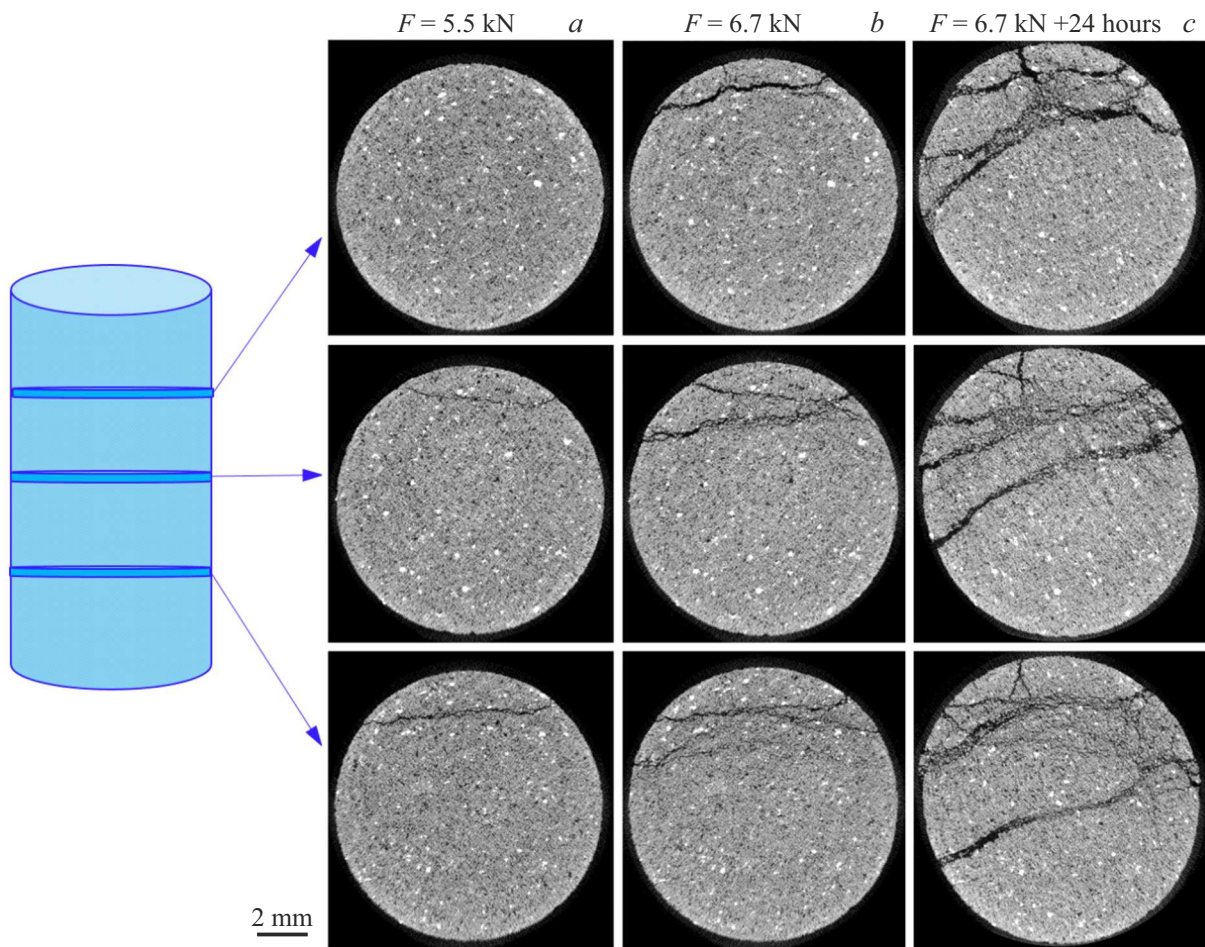 F = 5.5 kN a
F = 6.7 kN b
F = 6.7 kN +24 hours c
2 mm